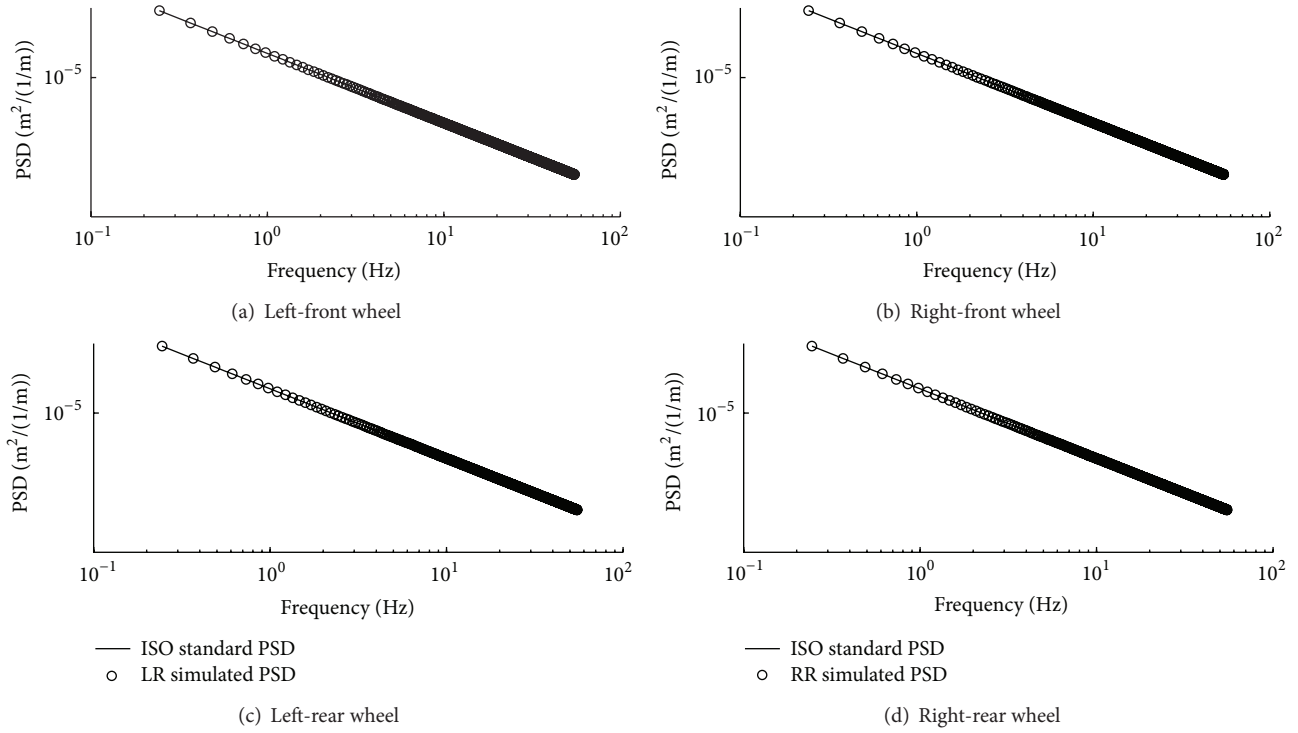 PSD (m²/(1/m))
10⁻⁵
10⁻¹
10⁰
10¹
10²
Frequency (Hz)
(a) Left-front wheel
PSD (m²/(1/m))
10⁻⁵
10⁻¹
10⁰
10¹
10²
Frequency (Hz)
(b) Right-front wheel
PSD (m²/(1/m))
10⁻⁵
10⁻¹
10⁰
10¹
10²
Frequency (Hz)
ISO standard PSD
LR simulated PSD
(c) Left-rear wheel
PSD (m²/(1/m))
10⁻⁵
10⁻¹
10⁰
10¹
10²
Frequency (Hz)
ISO standard PSD
RR simulated PSD
(d) Right-rear wheel